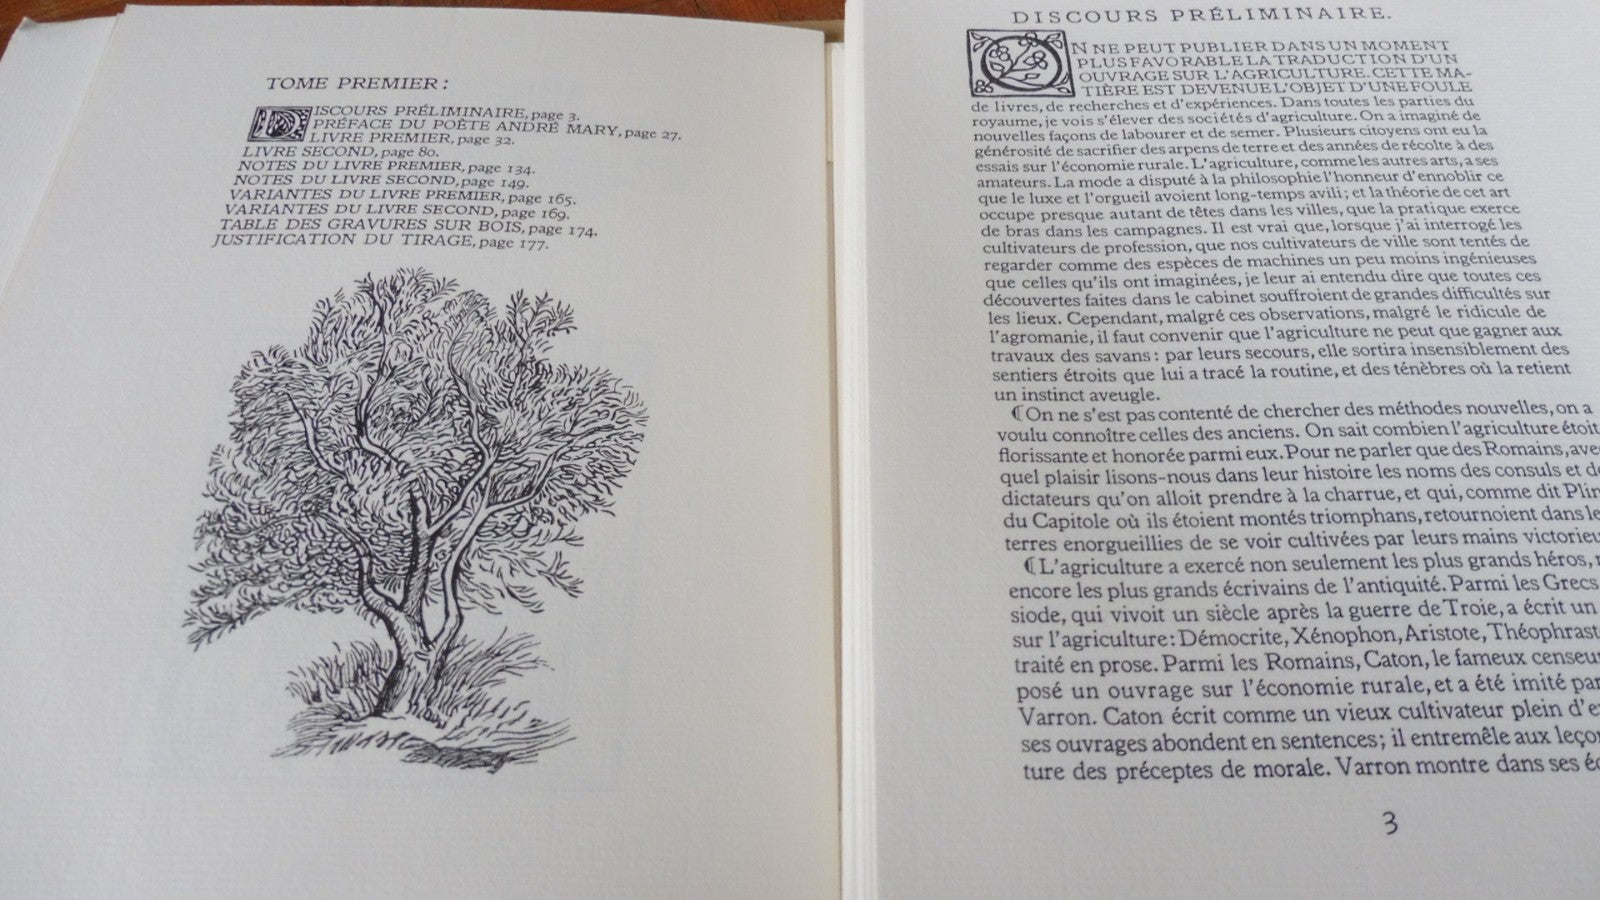 TOME PREMIER :
DISCOURS PRÉLIMINAIRE, page 3.
PRÉFACE DU POÈTE ANDRÉ MARY, page 27.
LIVRE PREMIER, page 32.
LIVRE SECOND, page 80.
NOTES DU LIVRE PREMIER, page 134.
NOTES DU LIVRE SECOND, page 149.
VARIANTES DU LIVRE PREMIER, page 165.
VARIANTES DU LIVRE SECOND, page 169.
TABLE DES GRAVURES SUR BOIS, page 174.
JUSTIFICATION DU TIRAGE, page 177.
DISCOURS PRÉLIMINAIRE.
ON NE PEUT PUBLIER DANS UN MOMENT
PLUS FAVORABLE LA TRADUCTION D'UN
OUVRAGE SUR L'AGRICULTURE. CETTE MA-
TIÈRE EST DEVENUE L'OBJET D'UNE FOULE
de livres, de recherches et d'expériences. Dans toutes les parties du
royaume, je vois s'élever des sociétés d'agriculture. On a imaginé de
nouvelles façons de labourer et de semer. Plusieurs citoyens ont eu la
générosité de sacrifier des arpens de terre et des années de récolte à des
essais sur l'économie rurale. L'agriculture, comme les autres arts, a ses
amateurs. La mode a disputé à la philosophie l'honneur d'ennoblir ce
que le luxe et l'orgueil avoient long-temps avili; et la théorie de cet art
occupe presque autant de têtes dans les villes, que la pratique exerce
de bras dans les campagnes. Il est vrai que, lorsque j'ai interrogé les
cultivateurs de profession, que nos cultivateurs de ville sont tentés de
regarder comme des espèces de machines un peu moins ingénieuses
que celles qu'ils ont imaginées, je leur ai entendu dire que toutes ces
découvertes faites dans le cabinet souffroient de grandes difficultés sur
les lieux. Cependant, malgré ces observations, malgré le ridicule de
l'agromanie, il faut convenir que l'agriculture ne peut que gagner aux
travaux des savans : par leurs secours, elle sortira insensiblement des
sentiers étroits que lui a tracé la routine, et des ténèbres où la retient
un instinct aveugle.
¶ On ne s'est pas contenté de chercher des méthodes nouvelles, on a
voulu connoître celles des anciens. On sait combien l'agriculture étoit
florissante et honorée parmi eux. Pour ne parler que des Romains, ave
quel plaisir lisons-nous dans leur histoire les noms des consuls et d
dictateurs qu'on alloit prendre à la charrue, et qui, comme dit Plin
du Capitole où ils étoient montés triomphans, retournoient dans le
terres enorgueillies de se voir cultivées par leurs mains victorieu
¶ L'agriculture a exercé non seulement les plus grands héros,
encore les plus grands écrivains de l'antiquité. Parmi les Grecs
siode, qui vivoit un siècle après la guerre de Troie, a écrit un
sur l'agriculture: Démocrite, Xénophon, Aristote, Théophrast
traité en prose. Parmi les Romains, Caton, le fameux censeu
posé un ouvrage sur l'économie rurale, et a été imité par
Varron. Caton écrit comme un vieux cultivateur plein d'e
ses ouvrages abondent en sentences; il entremêle aux leço
ture des préceptes de morale. Varron montre dans ses éc
3